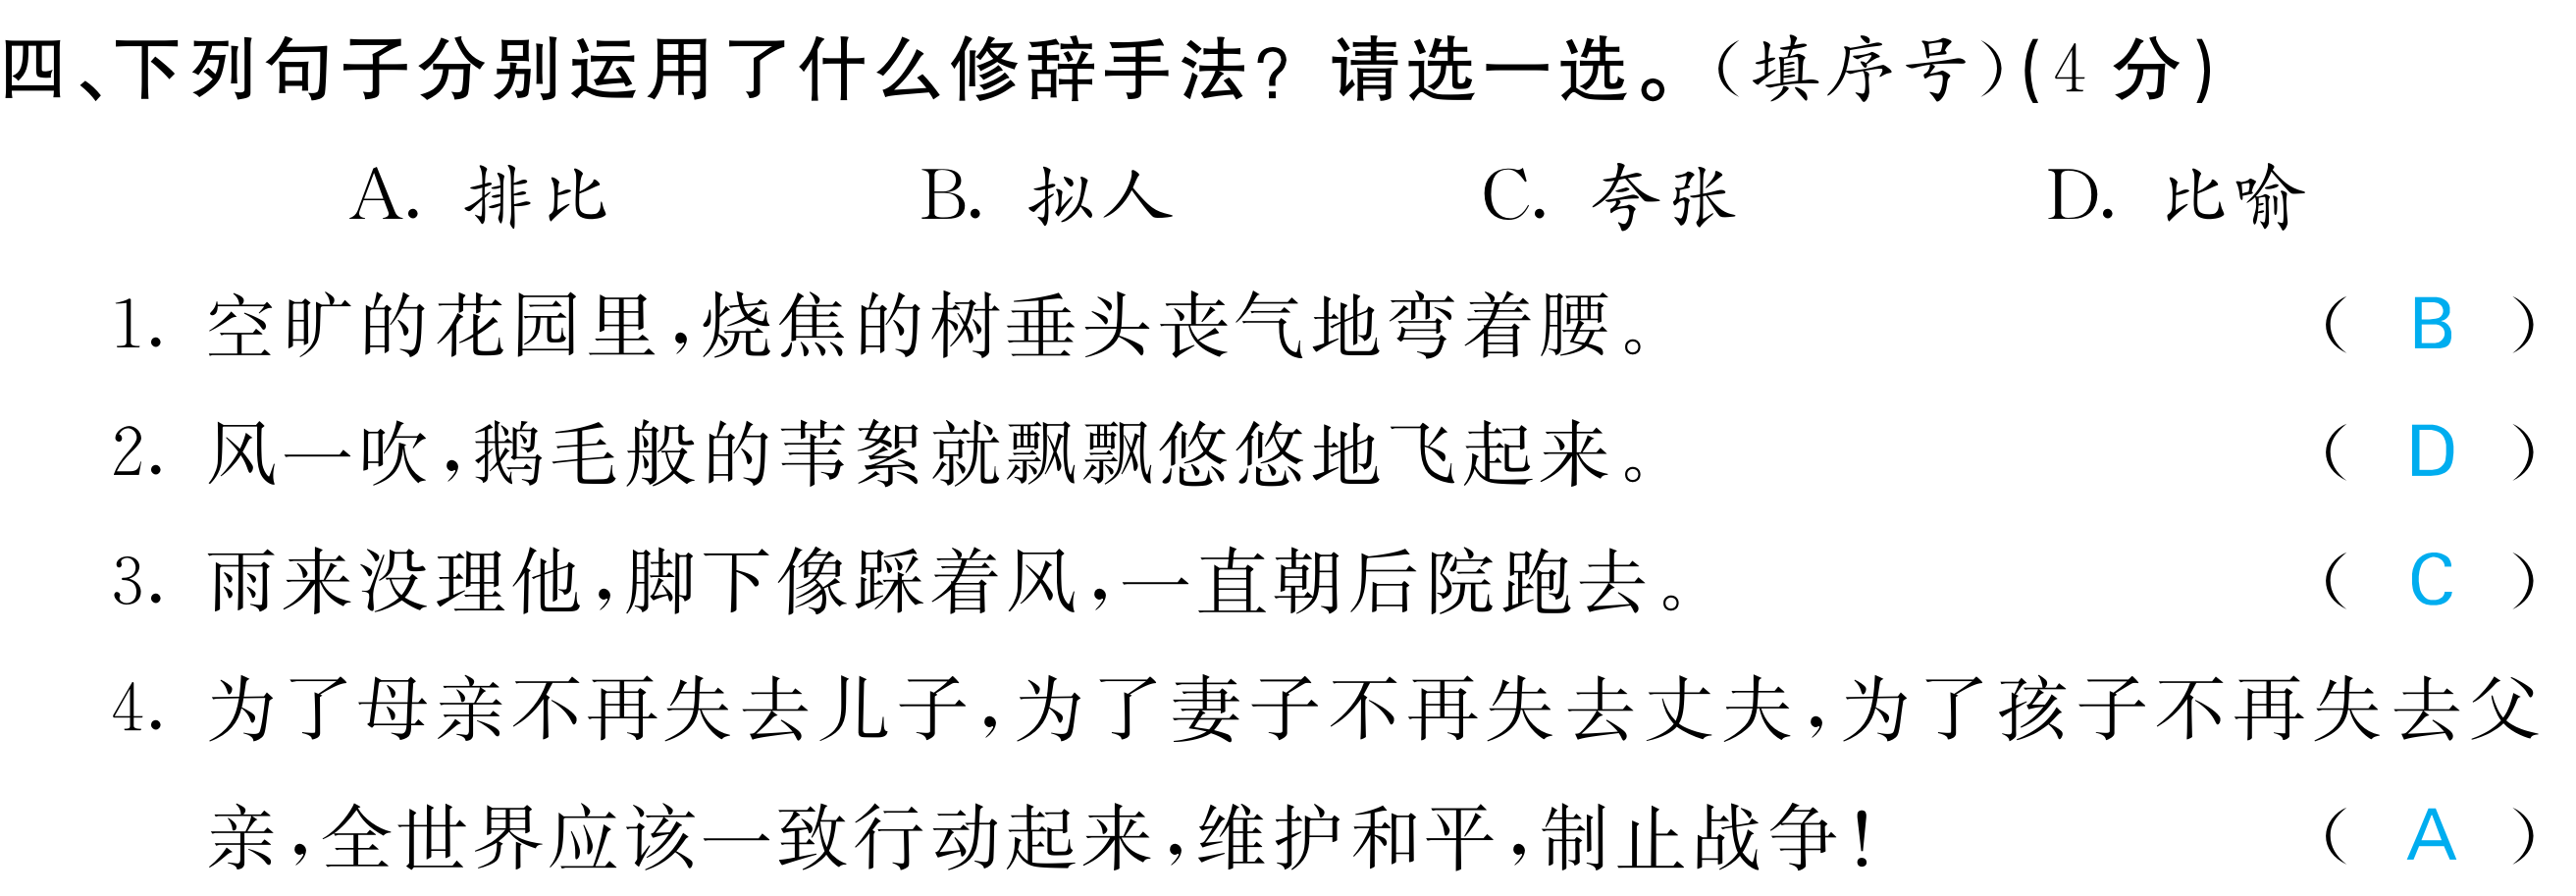 四、下列句子分别运用了什么修辞手法？请选一选。（填序号）(4 分)
A. 排比 B. 拟人 C. 夸张 D. 比喻
1. 空旷的花园里,烧焦的树垂头丧气地弯着腰。 （ B ）
2. 风一吹,鹅毛般的苇絮就飘飘悠悠地飞起来。 （ D ）
3. 雨来没理他,脚下像踩着风,一直朝后院跑去。 （ C ）
4. 为了母亲不再失去儿子,为了妻子不再失去丈夫,为了孩子不再失去父
亲,全世界应该一致行动起来,维护和平,制止战争! （ A ）